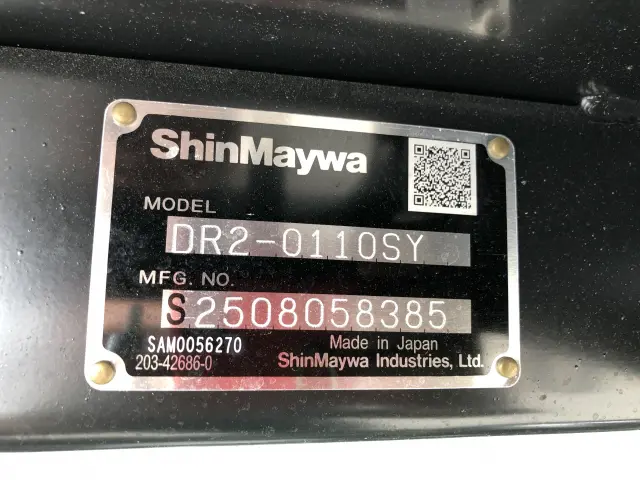 ShinMaywa
MODEL
DR2-0110SY
MFG. NO.
S2508058385
SAM0056270
203-42686-0
Made in Japan
ShinMaywa Industries, Ltd.